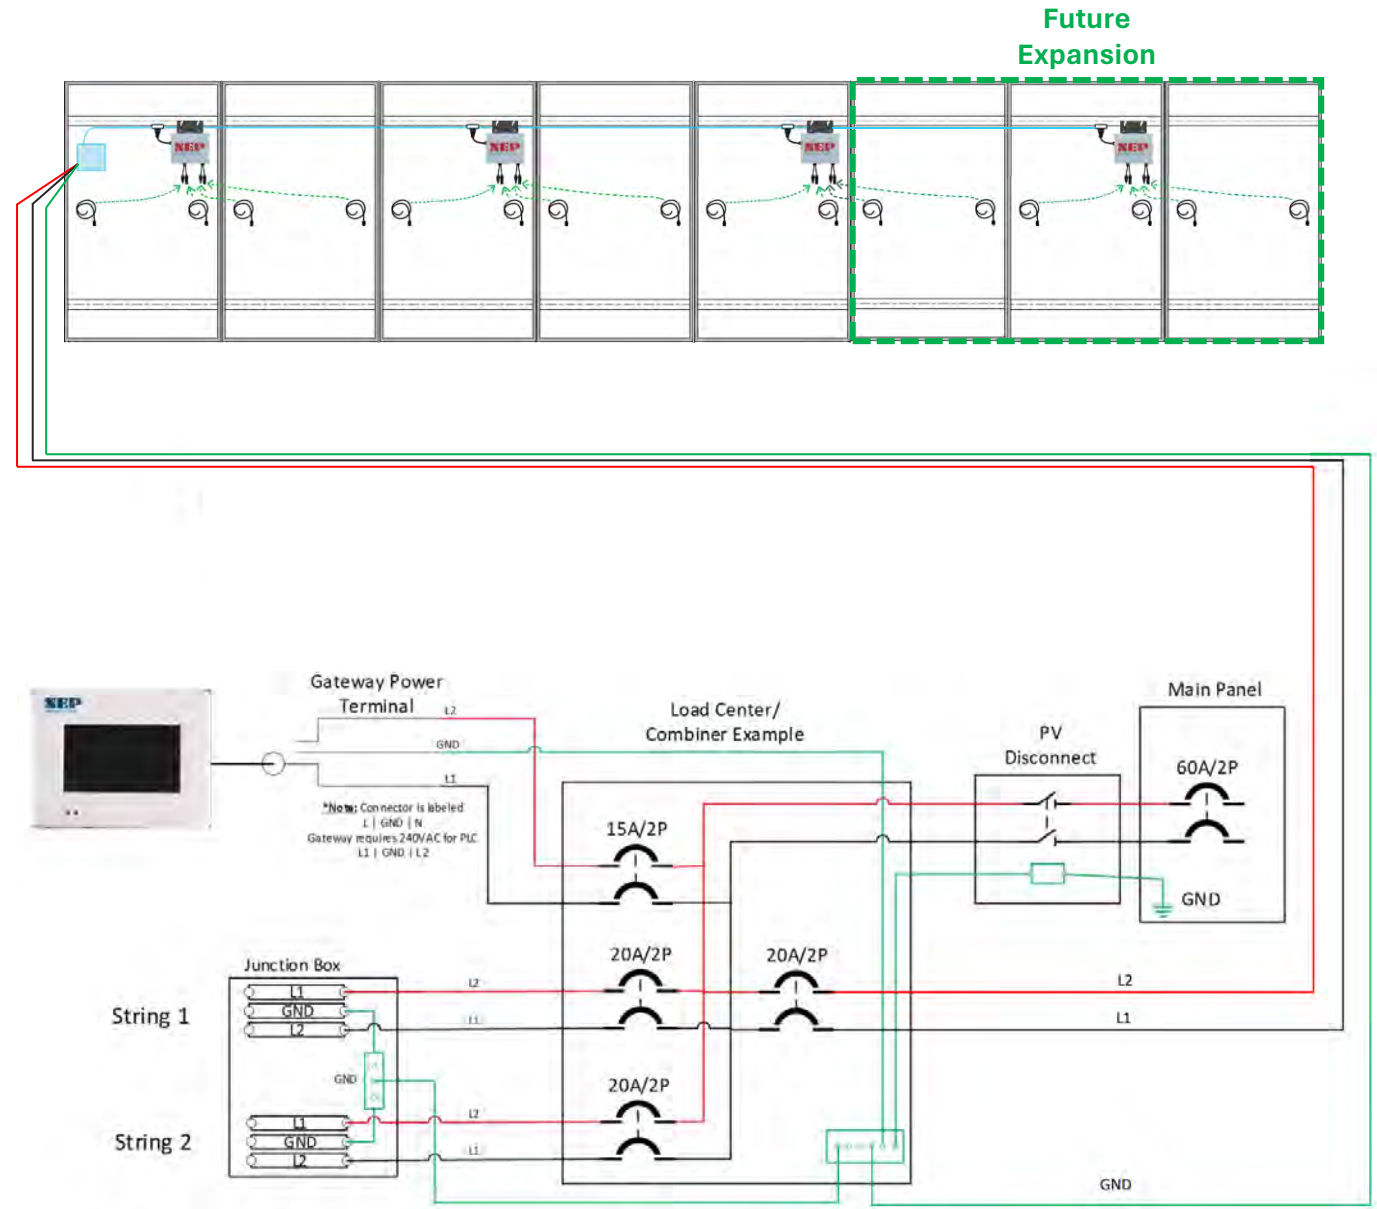 Future
Expansion
NEP
NEP
NEP
NEP
NEP
Gateway Power
Terminal
L2
GND
L1
*Note: Connector is labeled
L | GND | N
Gateway requires 240VAC for PLC
L1 | GND | L2
Load Center/
Combiner Example
15A/2P
PV
Disconnect
Main Panel
60A/2P
GND
Junction Box
String 1
L1
GND
L2
L2
L1
20A/2P
20A/2P
L2
L1
GND
String 2
L1
GND
L2
L2
L1
20A/2P
GND